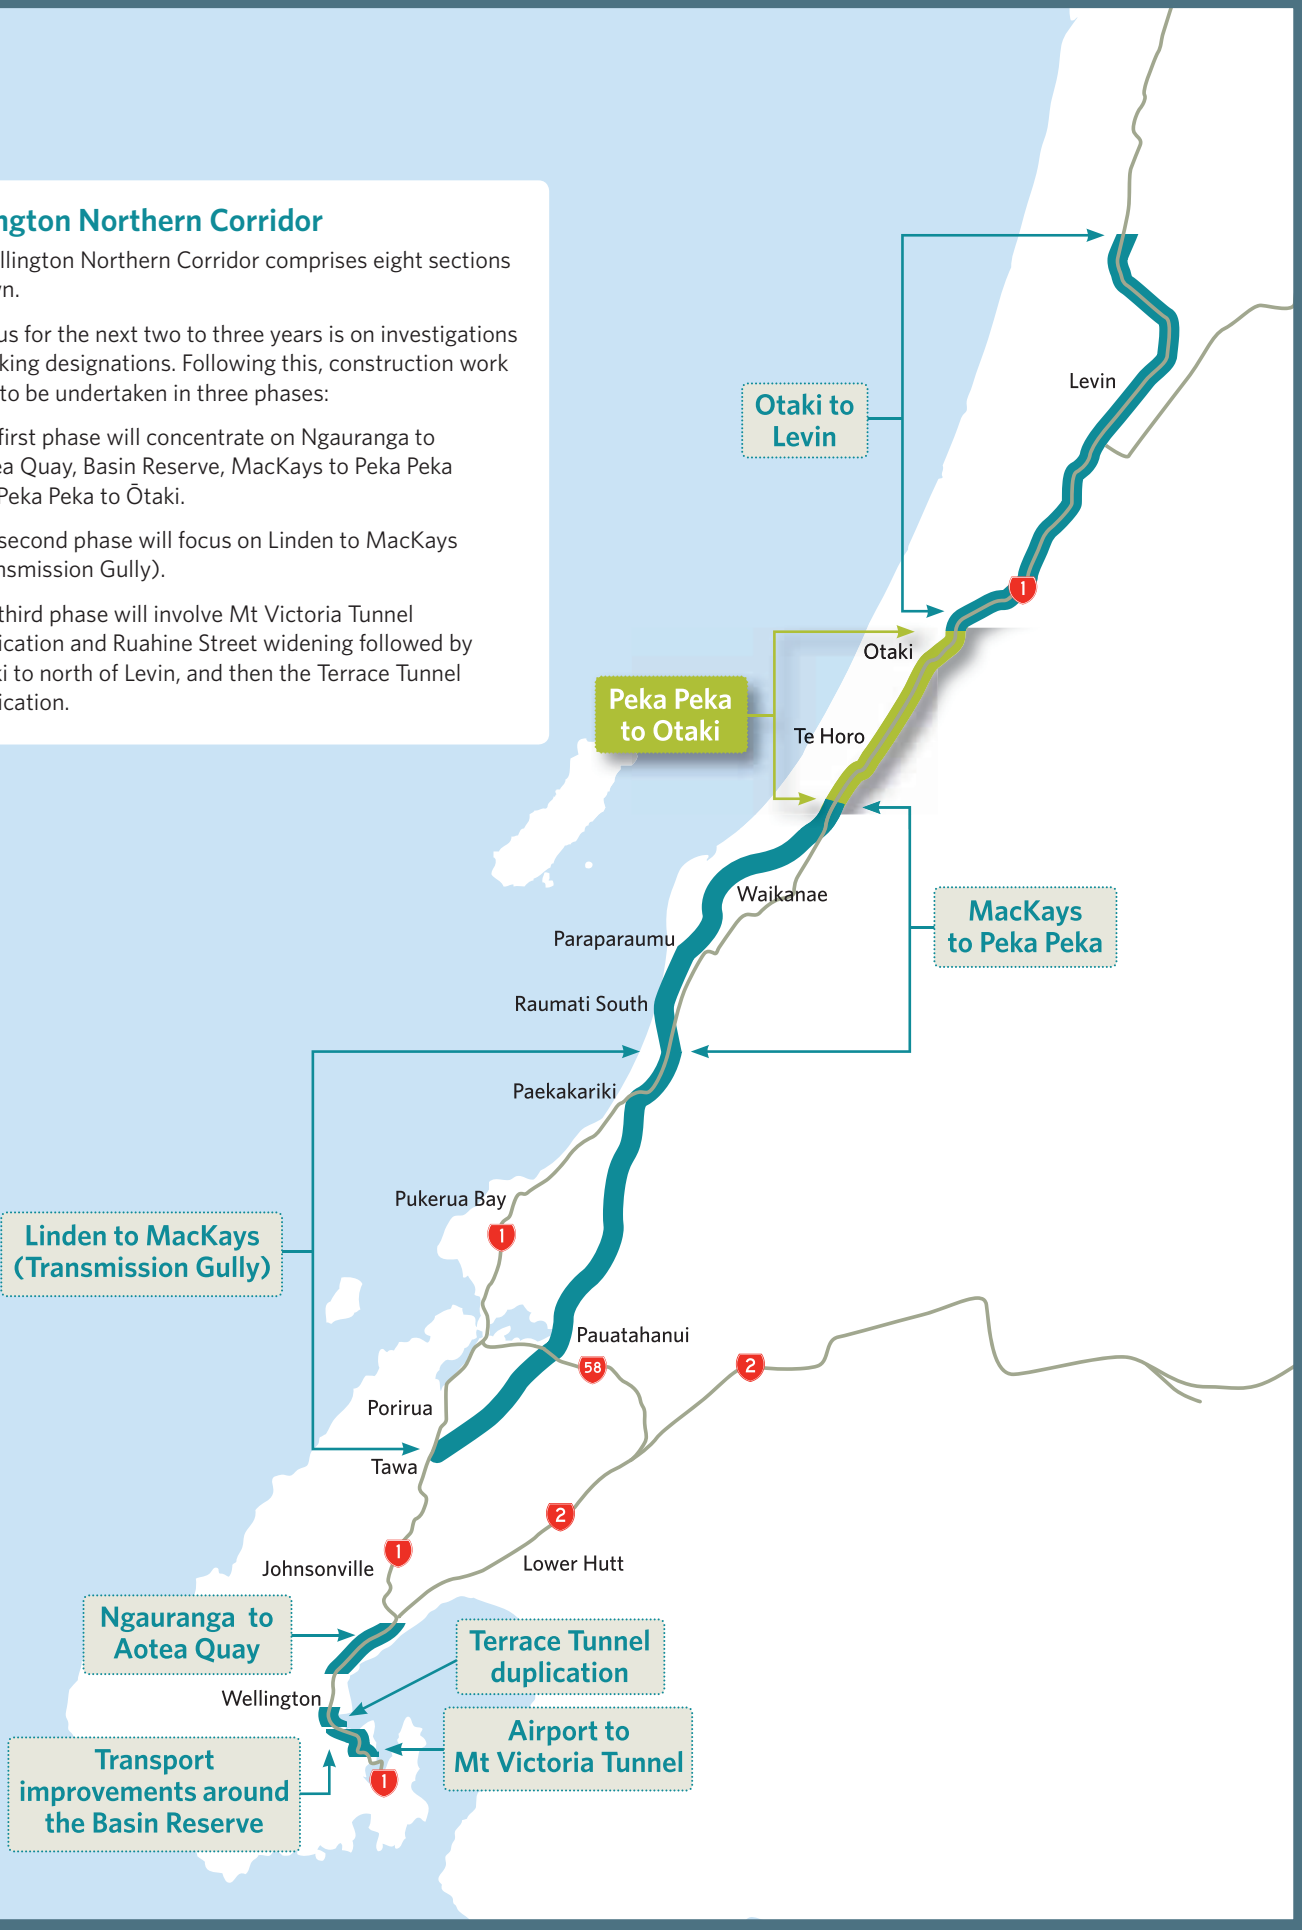 ngton Northern Corridor
llington Northern Corridor comprises eight sections
vn.
us for the next two to three years is on investigations
king designations. Following this, construction work
to be undertaken in three phases:
first phase will concentrate on Ngauranga to
ea Quay, Basin Reserve, MacKays to Peka Peka
Peka Peka to Ōtaki.
second phase will focus on Linden to MacKays
nsmission Gully).
third phase will involve Mt Victoria Tunnel
ication and Ruahine Street widening followed by
ki to north of Levin, and then the Terrace Tunnel
ication.
Levin
Otaki to
Levin
1
Otaki
Peka Peka
to Otaki
Te Horo
Waikanae
MacKays
to Peka Peka
Paraparaumu
Raumati South
Paekakariki
Pukerua Bay
1
Linden to MacKays
(Transmission Gully)
Pauatahanui
58
2
Porirua
Tawa
2
1
Johnsonville
Lower Hutt
Ngauranga to
Aotea Quay
Terrace Tunnel
duplication
Wellington
Airport to
Mt Victoria Tunnel
Transport
improvements around
the Basin Reserve
1